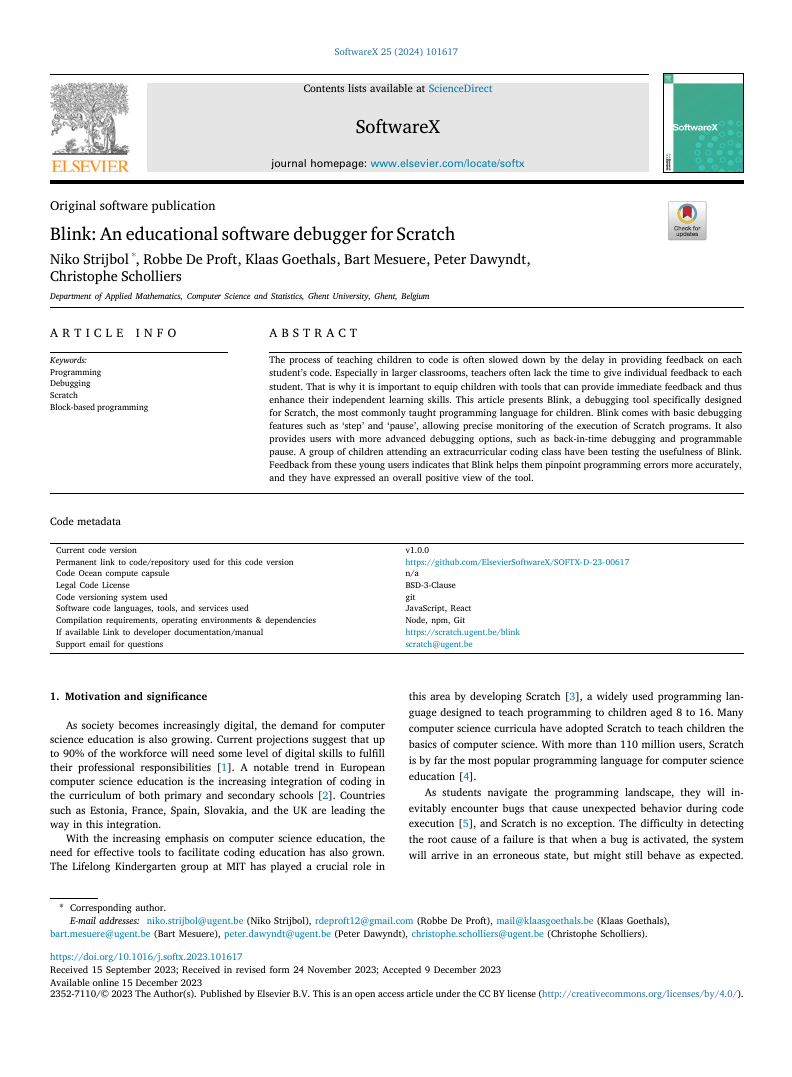 SoftwareX 25 (2024) 101617
Contents lists available at ScienceDirect
SoftwareX
journal homepage: www.elsevier.com/locate/softx
ELSEVIER
SoftwareX
Original software publication
Check for
updates
Blink: An educational software debugger for Scratch
Niko Strijbol *, Robbe De Proft, Klaas Goethals, Bart Mesuere, Peter Dawyndt,
Christophe Scholliers
Department of Applied Mathematics, Computer Science and Statistics, Ghent University, Ghent, Belgium
ARTICLE INFO
Keywords:
Programming
Debugging
Scratch
Block-based programming
ABSTRACT
The process of teaching children to code is often slowed down by the delay in providing feedback on each
student's code. Especially in larger classrooms, teachers often lack the time to give individual feedback to each
student. That is why it is important to equip children with tools that can provide immediate feedback and thus
enhance their independent learning skills. This article presents Blink, a debugging tool specifically designed
for Scratch, the most commonly taught programming language for children. Blink comes with basic debugging
features such as 'step' and 'pause', allowing precise monitoring of the execution of Scratch programs. It also
provides users with more advanced debugging options, such as back-in-time debugging and programmable
pause. A group of children attending an extracurricular coding class have been testing the usefulness of Blink.
Feedback from these young users indicates that Blink helps them pinpoint programming errors more accurately,
and they have expressed an overall positive view of the tool.
Code metadata
Current code version v1.0.0
Permanent link to code/repository used for this code version https://github.com/ElsevierSoftwareX/SOFTX-D-23-00617
Code Ocean compute capsule n/a
Legal Code License BSD-3-Clause
Code versioning system used git
Software code languages, tools, and services used JavaScript, React
Compilation requirements, operating environments & dependencies Node, npm, Git
If available Link to developer documentation/manual https://scratch.ugent.be/blink
Support email for questions scratch@ugent.be
1. Motivation and significance
As society becomes increasingly digital, the demand for computer
science education is also growing. Current projections suggest that up
to 90% of the workforce will need some level of digital skills to fulfill
their professional responsibilities [1]. A notable trend in European
computer science education is the increasing integration of coding in
the curriculum of both primary and secondary schools [2]. Countries
such as Estonia, France, Spain, Slovakia, and the UK are leading the
way in this integration.
With the increasing emphasis on computer science education, the
need for effective tools to facilitate coding education has also grown.
The Lifelong Kindergarten group at MIT has played a crucial role in
this area by developing Scratch [3], a widely used programming lan-
guage designed to teach programming to children aged 8 to 16. Many
computer science curricula have adopted Scratch to teach children the
basics of computer science. With more than 110 million users, Scratch
is by far the most popular programming language for computer science
education [4].
As students navigate the programming landscape, they will in-
evitably encounter bugs that cause unexpected behavior during code
execution [5], and Scratch is no exception. The difficulty in detecting
the root cause of a failure is that when a bug is activated, the system
will arrive in an erroneous state, but might still behave as expected.
* Corresponding author.
E-mail addresses: niko.strijbol@ugent.be (Niko Strijbol), rdeproft12@gmail.com (Robbe De Proft), mail@klaasgoethals.be (Klaas Goethals),
bart.mesuere@ugent.be (Bart Mesuere), peter.dawyndt@ugent.be (Peter Dawyndt), christophe.scholliers@ugent.be (Christophe Scholliers).
https://doi.org/10.1016/j.softx.2023.101617
Received 15 September 2023; Received in revised form 24 November 2023; Accepted 9 December 2023
Available online 15 December 2023
2352-7110/© 2023 The Author(s). Published by Elsevier B.V. This is an open access article under the CC BY license (http://creativecommons.org/licenses/by/4.0/).